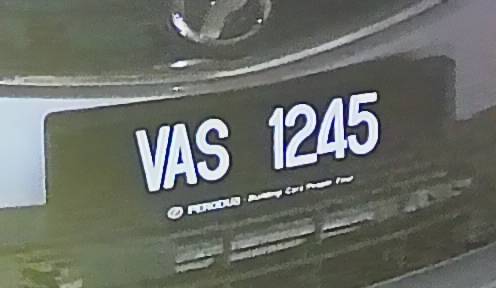 VAS 1245
PERODUA Building Cars People First